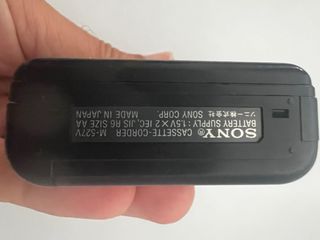 SONY®
CASSETTE-CORDER M-527V
BATTERY SUPPLY: 1.5V × 2 IEC, JIS R6 SIZE AA
ソニー株式会社 SONY CORP. MADE IN JAPAN